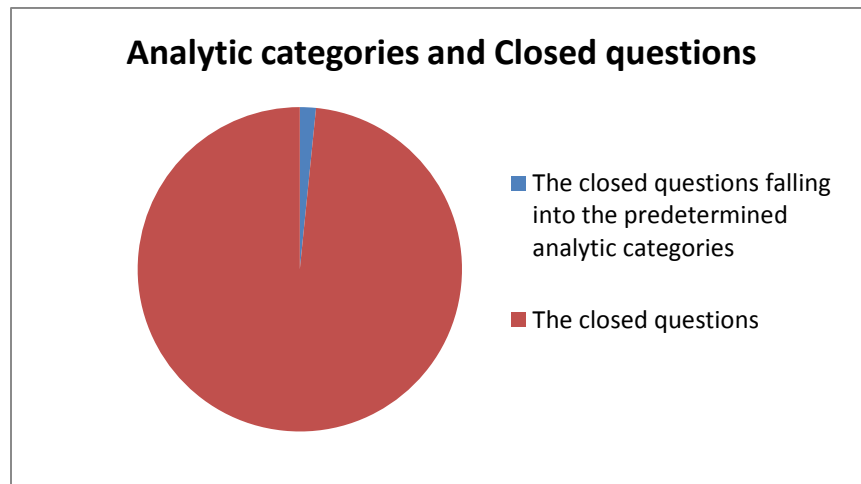 Analytic categories and Closed questions
The closed questions falling
into the predetermined
analytic categories
The closed questions